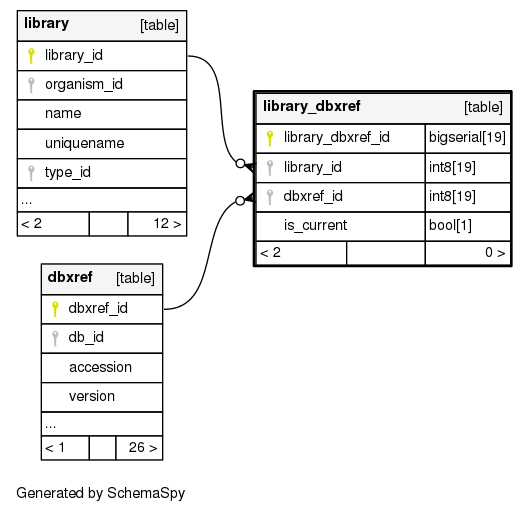 library [table]
library_id
organism_id
name
uniquename
type_id
...
< 2 12 >
library_dbxref [table]
library_dbxref_id bigserial[19]
library_id int8[19]
dbxref_id int8[19]
is_current bool[1]
< 2 0 >
dbxref [table]
dbxref_id
db_id
accession
version
...
< 1 26 >
Generated by SchemaSpy